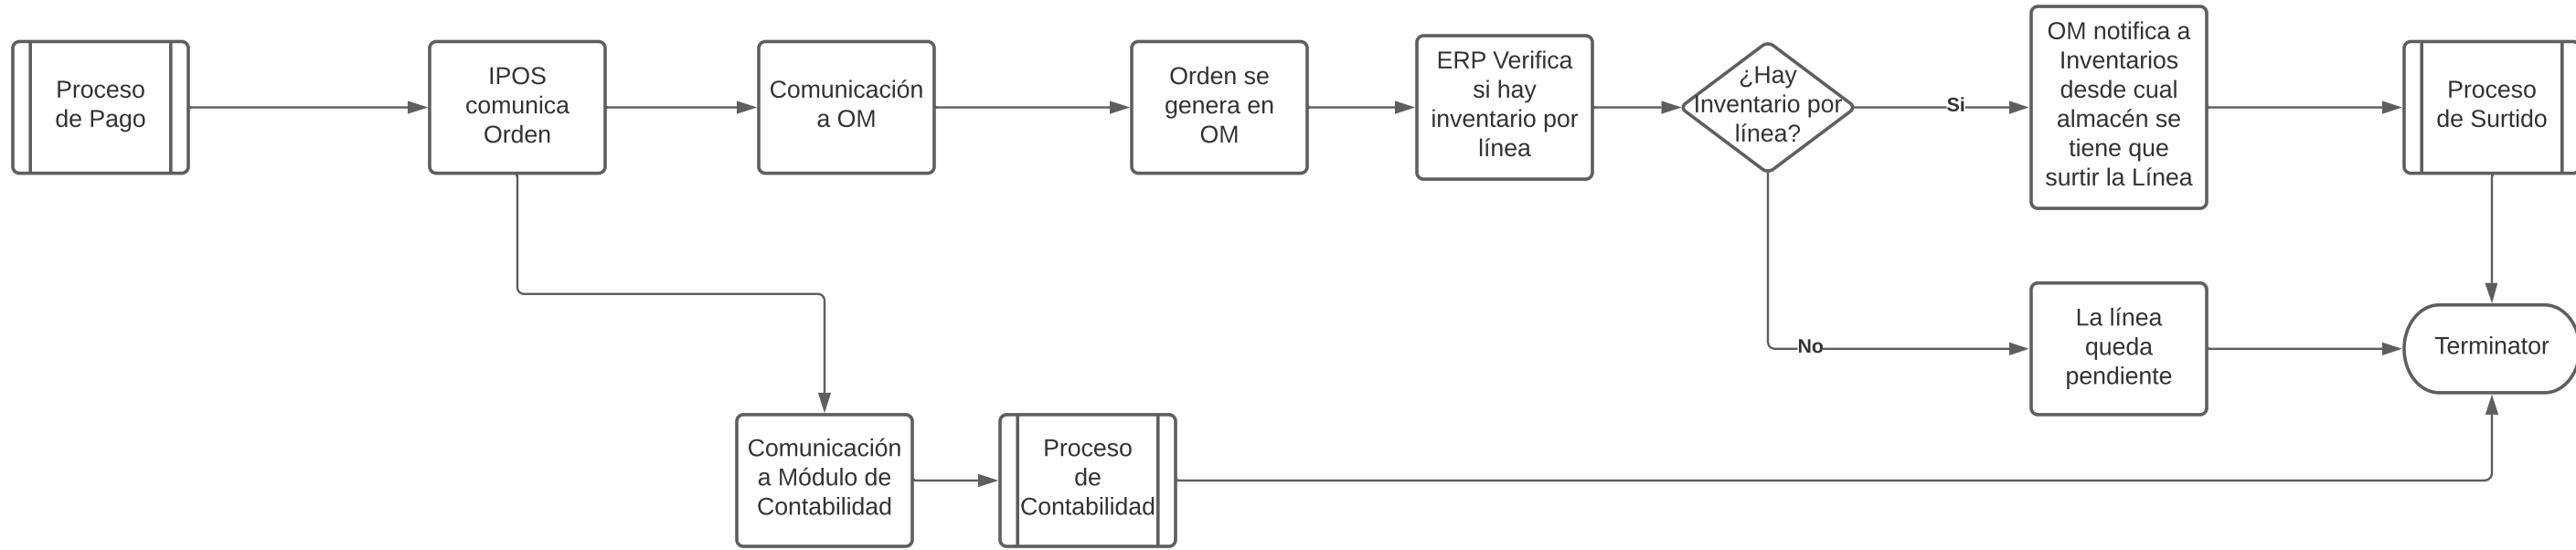 Proceso
de Pago
IPOS
comunica
Orden
Comunicación
a OM
Orden se
genera en
OM
ERP Verifica
si hay
inventario por
línea
¿Hay
Inventario por
línea?
Si
OM notifica a
Inventarios
desde cual
almacén se
tiene que
surtir la Línea
Proceso
de Surtido
No
La línea
queda
pendiente
Terminator
Comunicación
a Módulo de
Contabilidad
Proceso
de
Contabilidad